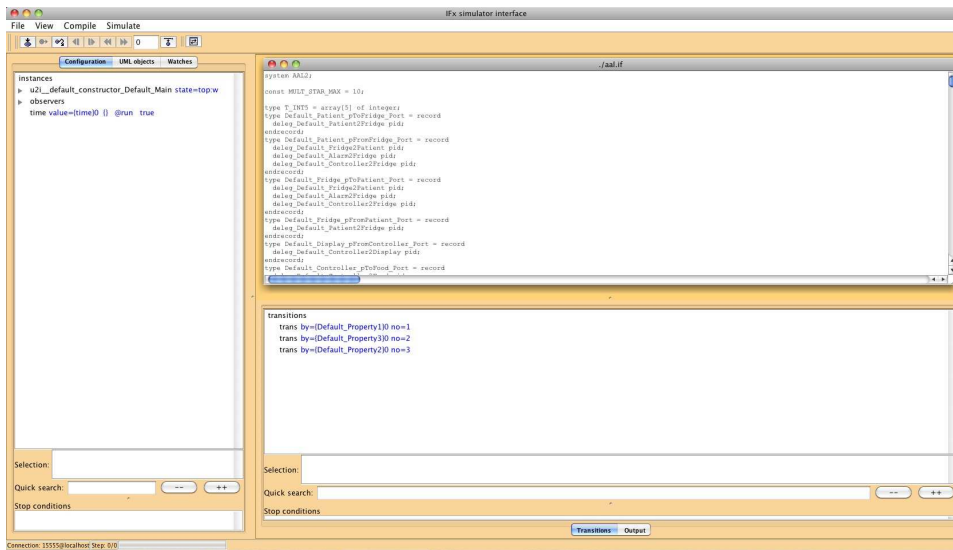 IFx simulator interface
File View Compile Simulate
0
Configuration UML objects Watches
instances
u2i__default_constructor_Default_Main state=top:w
observers
time value={time}0 {} @run true
Selection:
Quick search: -- ++
Stop conditions
./aal.if
system AAL2;
const MULT_STAR_MAX = 10;
type T_INT5 = array[5] of integer;
type Default_Patient_pToFridge_Port = record
deleg_Default_Patient2Fridge pid;
endrecord;
type Default_Patient_pFromFridge_Port = record
deleg_Default_Fridge2Patient pid;
deleg_Default_Alarm2Fridge pid;
deleg_Default_Controller2Fridge pid;
endrecord;
type Default_Fridge_pToPatient_Port = record
deleg_Default_Fridge2Patient pid;
deleg_Default_Alarm2Fridge pid;
deleg_Default_Controller2Fridge pid;
endrecord;
type Default_Fridge_pFromPatient_Port = record
deleg_Default_Patient2Fridge pid;
endrecord;
type Default_Display_pFromController_Port = record
deleg_Default_Controller2Display pid;
endrecord;
type Default_Controller_pToFood_Port = record
transitions
trans by={Default_Property1}0 no=1
trans by={Default_Property3}0 no=2
trans by={Default_Property2}0 no=3
Selection:
Quick search: -- ++
Stop conditions
Transitions Output
Connection: 15555@localhost Step: 0/0